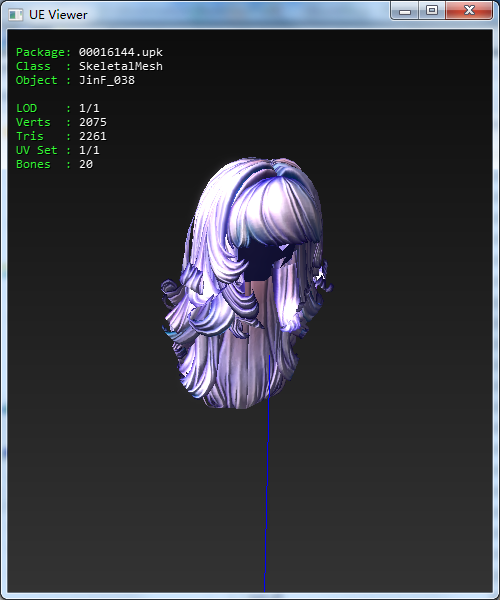 UE Viewer
Package: 00016144.upk
Class  : SkeletalMesh
Object : JinF_038
LOD    : 1/1
Verts  : 2075
Tris   : 2261
UV Set : 1/1
Bones  : 20